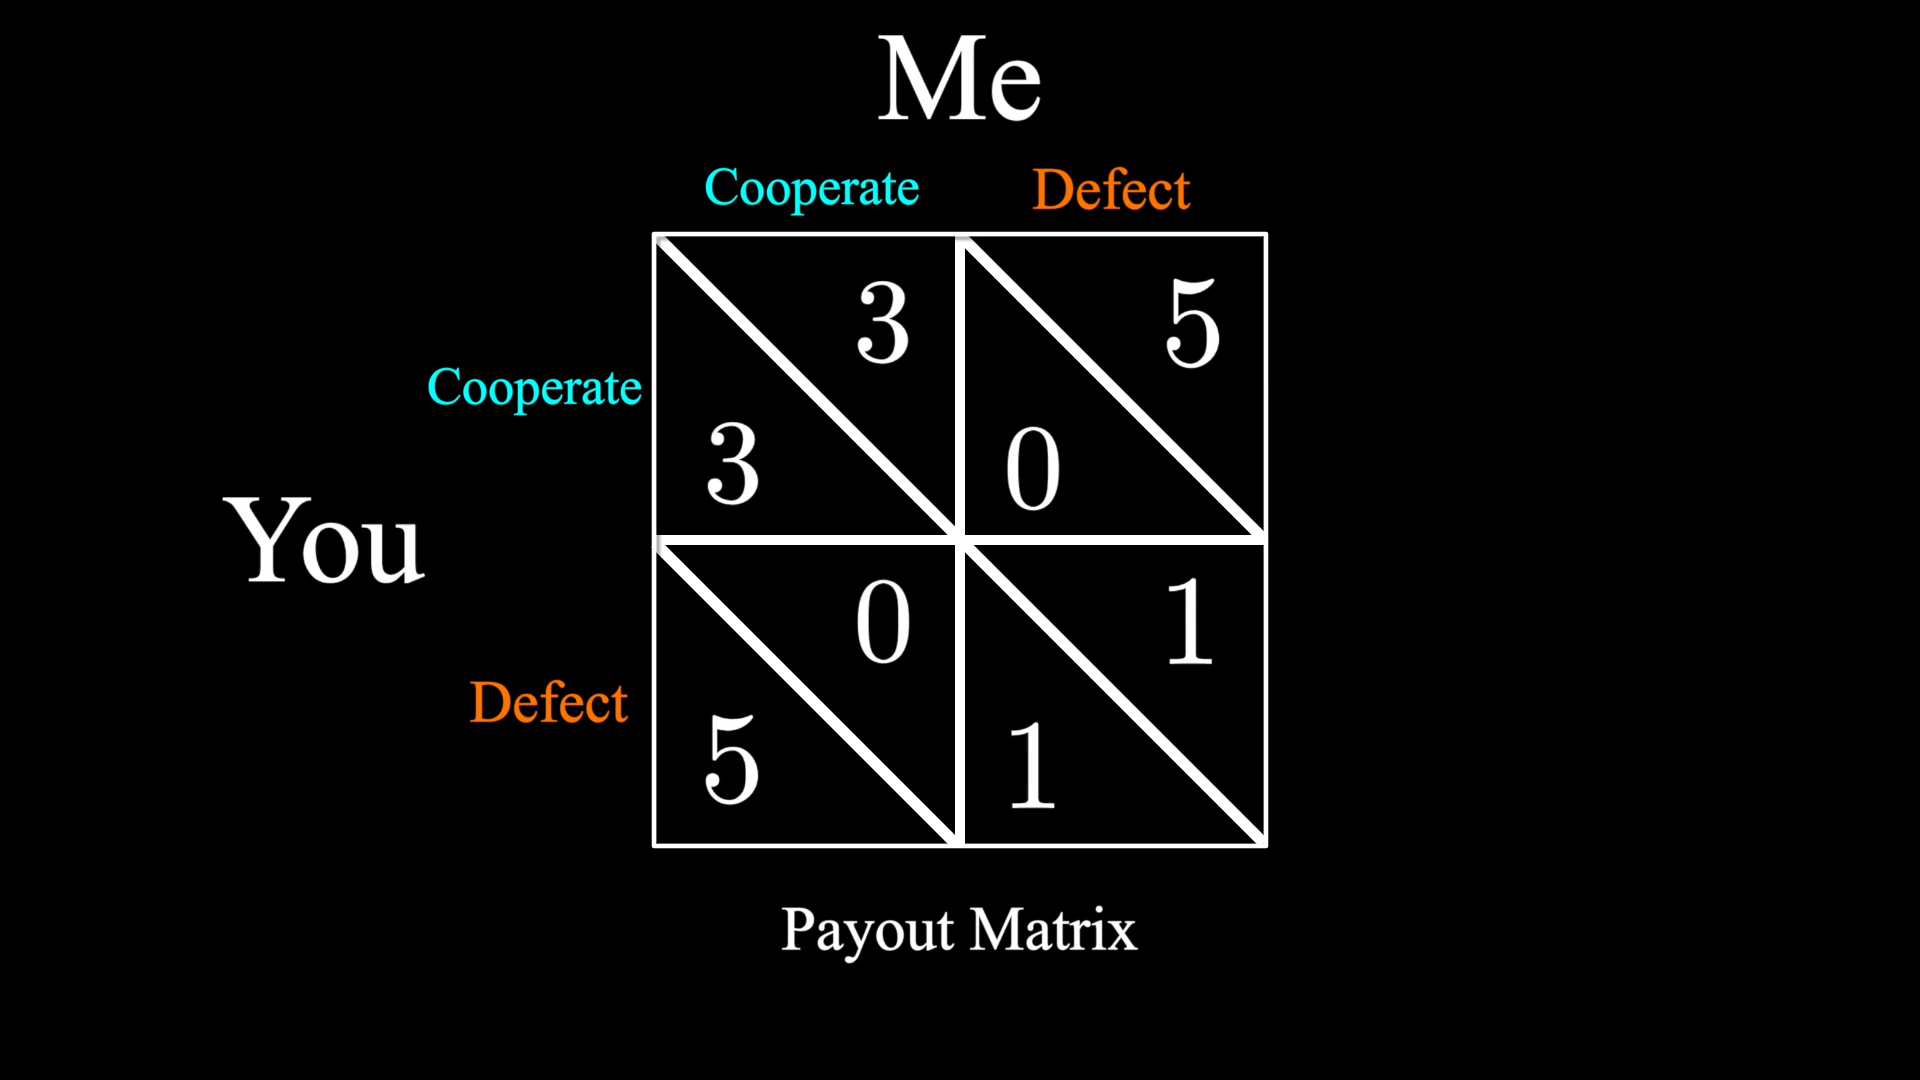 Me
Cooperate Defect
3 5
Cooperate
3 0
You
0 1
Defect
5 1
Payout Matrix